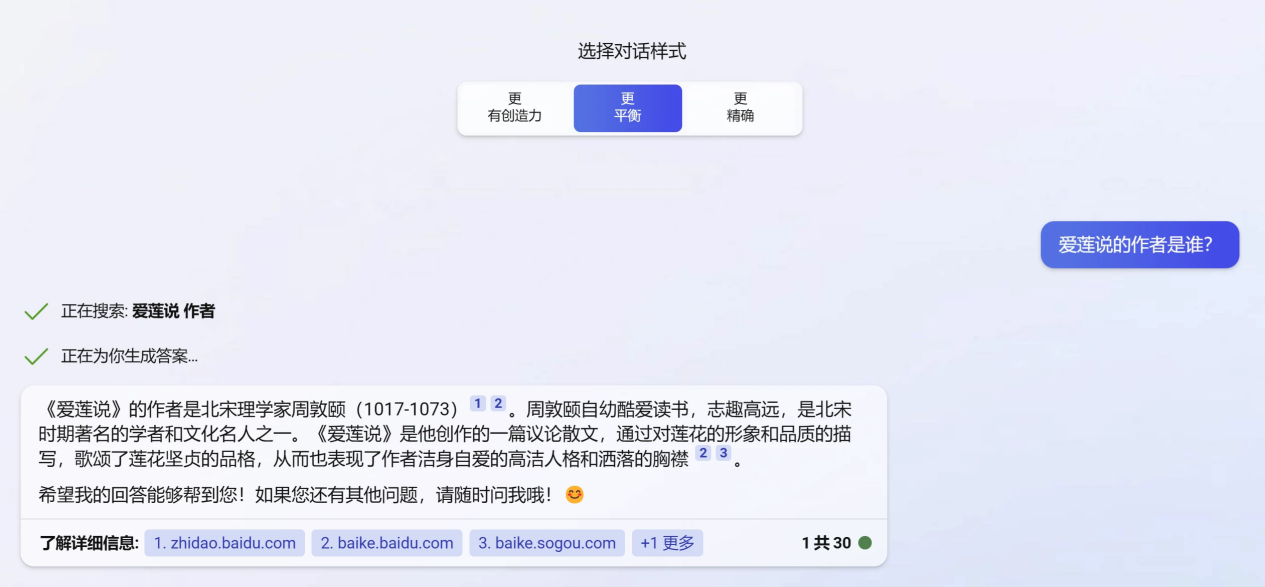 选择对话样式
更 更 更
有创造力 平衡 精确
爱莲说的作者是谁?
正在搜索: 爱莲说 作者
正在为你生成答案...
《爱莲说》的作者是北宋理学家周敦颐（1017-1073） 1 2 。周敦颐自幼酷爱读书，志趣高远，是北宋
时期著名的学者和文化名人之一。《爱莲说》是他创作的一篇议论散文，通过对莲花的形象和品质的描
写，歌颂了莲花坚贞的品格，从而也表现了作者洁身自爱的高洁人格和洒落的胸襟 2 3 。
希望我的回答能够帮到您！如果您还有其他问题，请随时问我哦！ 😊
了解详细信息: 1. zhidao.baidu.com 2. baike.baidu.com 3. baike.sogou.com +1 更多 1 共 30